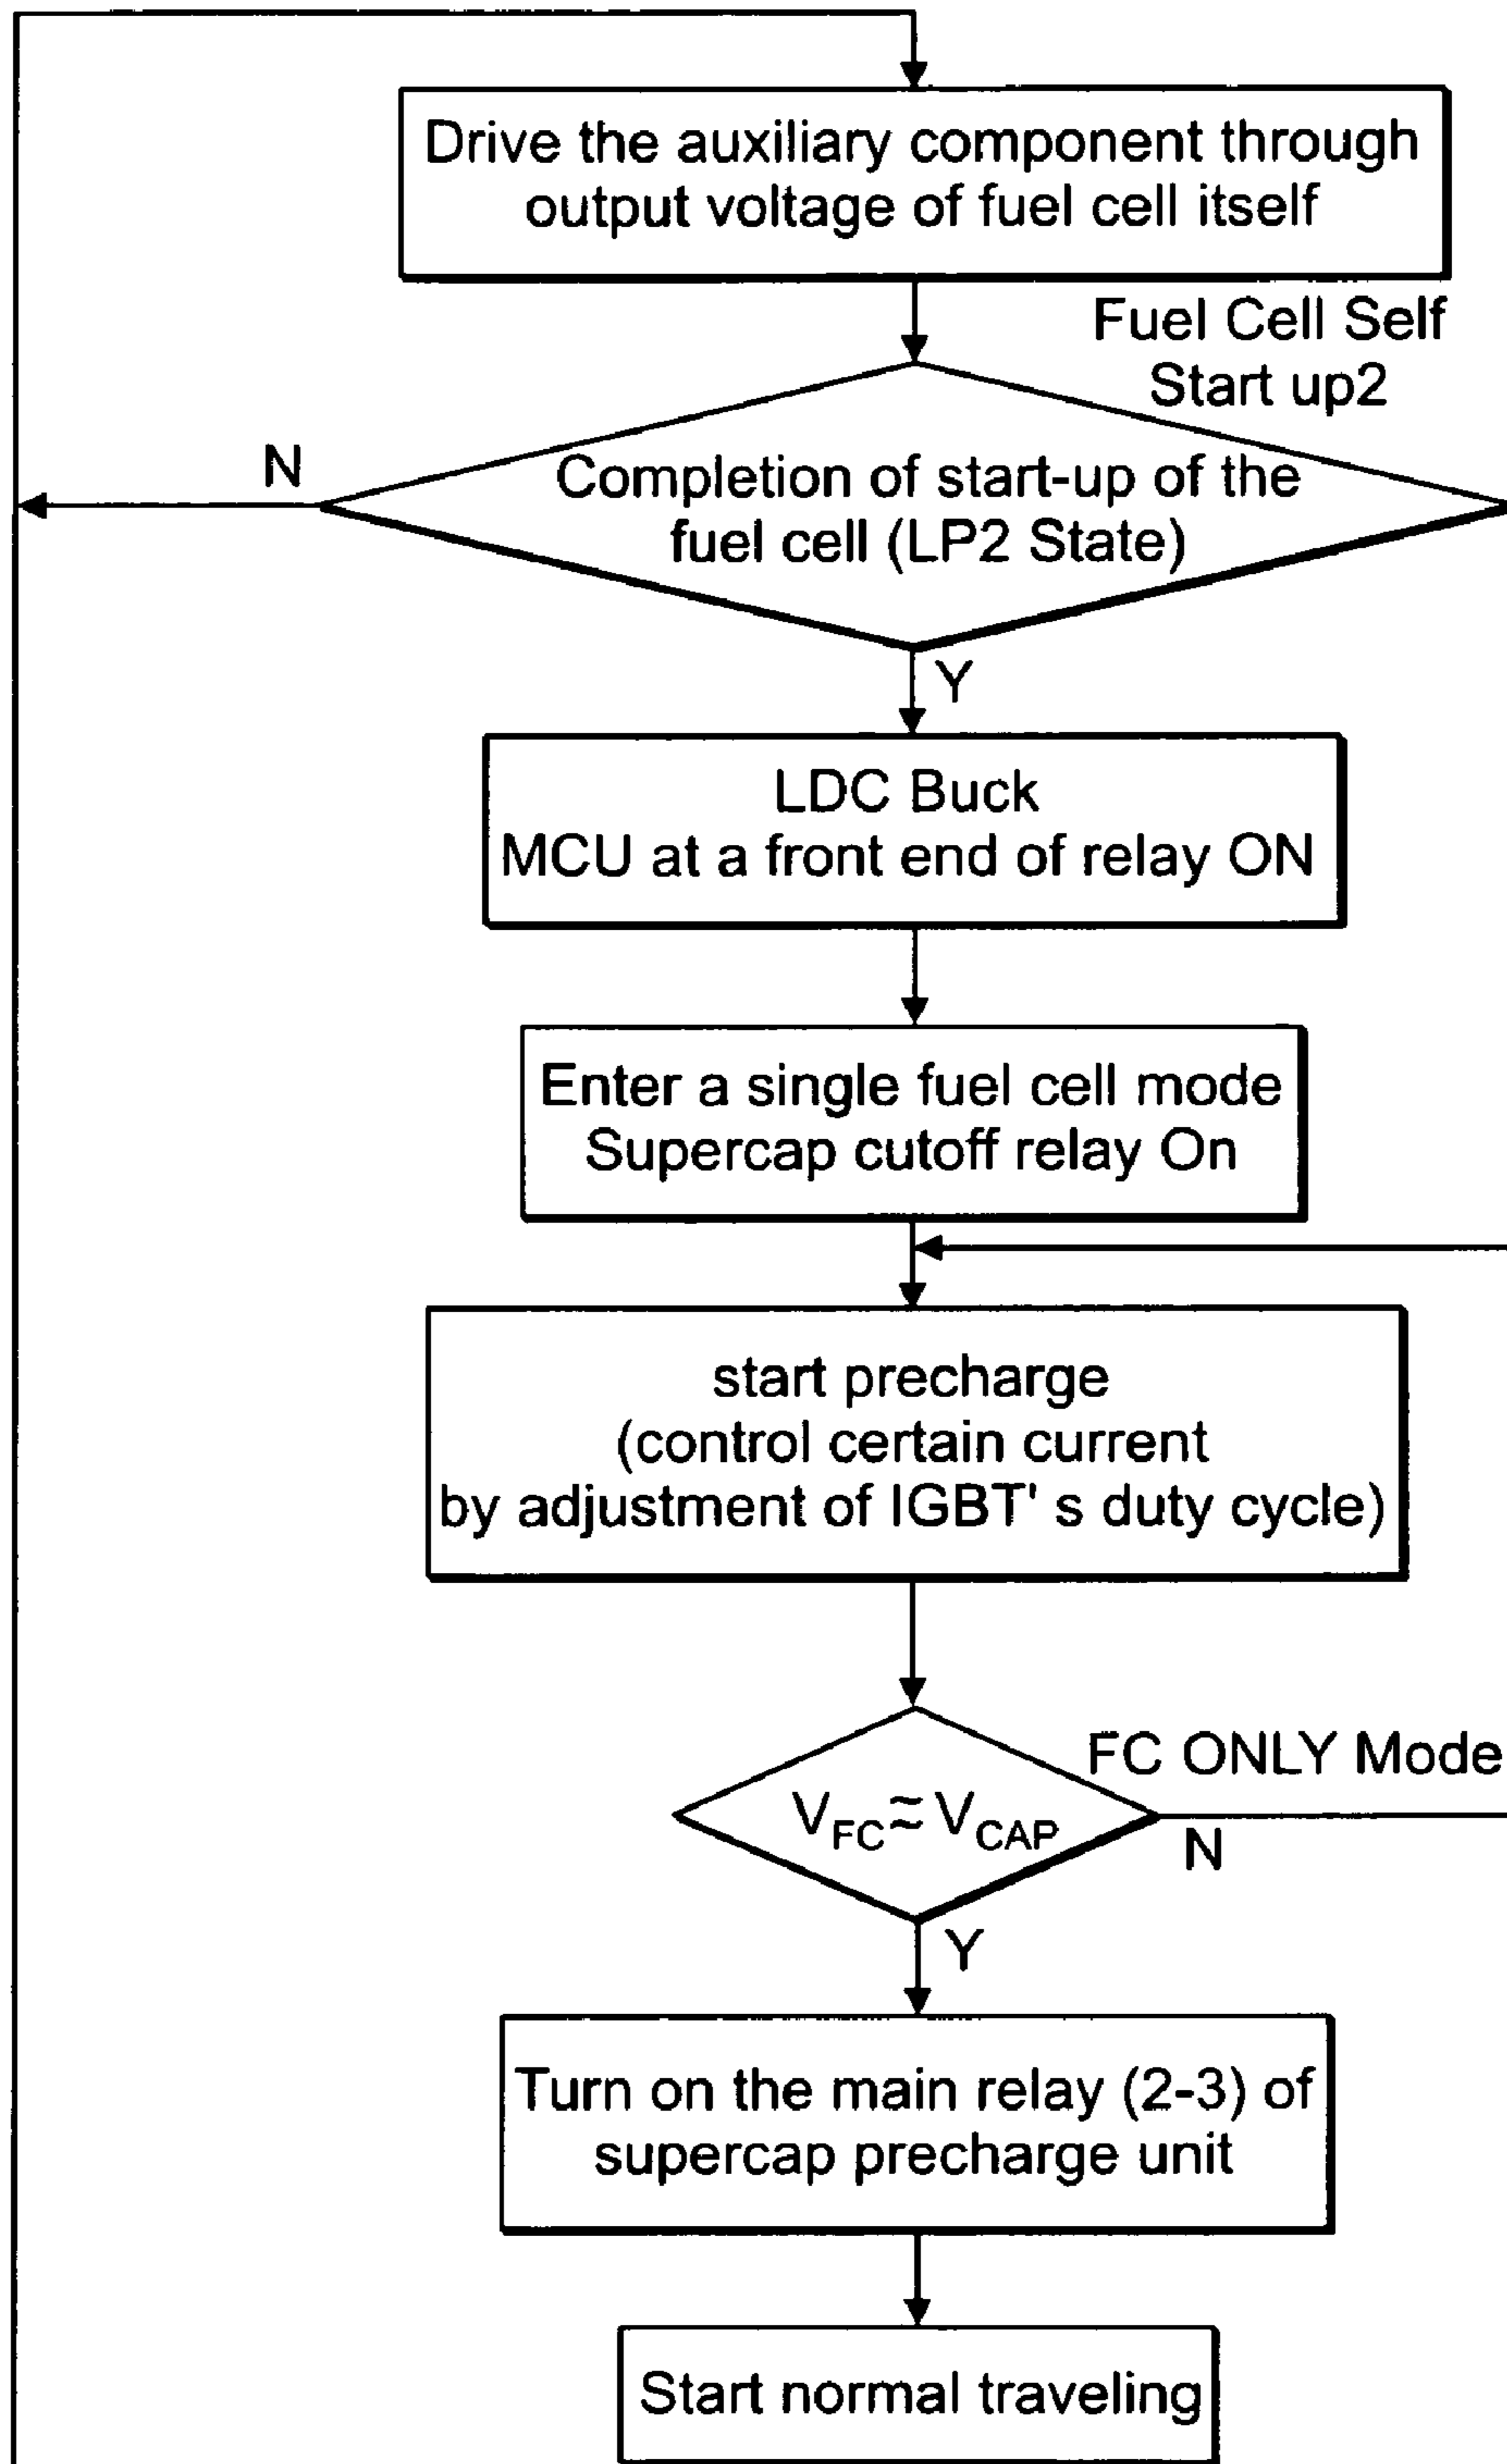 Drive the auxiliary component through
output voltage of fuel cell itself
Fuel Cell Self
Start up2
N
Completion of start-up of the
fuel cell (LP2 State)
Y
LDC Buck
MCU at a front end of relay ON
Enter a single fuel cell mode
Supercap cutoff relay On
start precharge
(control certain current
by adjustment of IGBT' s duty cycle)
FC ONLY Mode
V_FC ≈ V_CAP
N
Y
Turn on the main relay (2-3) of
supercap precharge unit
Start normal traveling